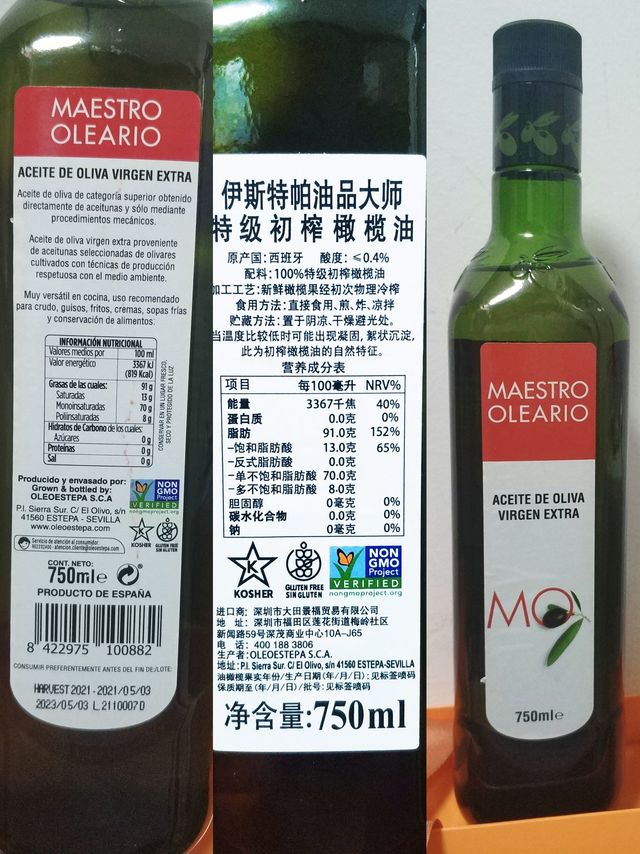 MAESTRO
OLEARIO
ACEITE DE OLIVA VIRGEN EXTRA
Aceite de oliva de categoría superior obtenido
directamente de aceitunas y sólo mediante
procedimientos mecánicos.
Aceite de oliva virgen extra proveniente
de aceitunas seleccionadas de olivares
cultivados con técnicas de producción
respetuosa con el medio ambiente.
Muy versátil en cocina, uso recomendado
para crudo, guisos, fritos, cremas, sopas frías
y conservación de alimentos.
INFORMACIÓN NUTRICIONAL
Valores medios por 100 ml
Valor energético 3367 kJ
(819 Kcal)
Grasas de las cuales: 91 g
Saturadas 13 g
Monoinsaturadas 70 g
Poliinsaturadas 8 g
Hidratos de Carbono de los cuales:
Azúcares 0 g
Proteínas 0 g
Sal 0 g
CONSERVAR EN UN LUGAR FRESCO,
SECO Y PROTEGIDO DE LA LUZ
Producido y envasado por:
Grown & bottled by:
OLEOESTEPA S.C.A
P.I. Sierra Sur. C/ El Olivo, s/n
41560 ESTEPA - SEVILLA
www.oleoestepa.com
NON
GMO
Project
VERIFIED
nongmoproject.org
Servicio de atención al consumidor:
K
KOSHER
GLUTEN FREE
SIN GLUTEN
CONT. NETO:
750ml e
PRODUCTO DE ESPAÑA
8 422975 100882
CONSUMIR PREFERENTEMENTE ANTES DEL FIN DE/LOTE:
HARVEST 2021 - 2021/05/03
2023/05/03 L.2110007D
伊斯特帕油品大师
特级初榨橄榄油
原产国:西班牙 酸度:≤0.4%
配料:100%特级初榨橄榄油
加工工艺:新鲜橄榄果经初次物理冷榨
食用方法:直接食用、煎、炸、凉拌
贮藏方法:置于阴凉、干燥避光处。
当温度比较低时可能出现凝固,絮状沉淀,
此为初榨橄榄油的自然特征。
营养成分表
项目 每100毫升 NRV%
能量 3367千焦 40%
蛋白质 0.0克 0%
脂肪 91.0克 152%
-饱和脂肪酸 13.0克 65%
-反式脂肪酸 0.0克
-单不饱和脂肪酸 70.0克
-多不饱和脂肪酸 8.0克
胆固醇 0毫克 0%
碳水化合物 0.0克 0%
钠 0毫克 0%
K
KOSHER
GLUTEN FREE
SIN GLUTEN
NON
GMO
Project
VERIFIED
nongmoproject.org
进口商: 深圳市大田景福贸易有限公司
地 址: 深圳市福田区莲花街道梅岭社区
新闻路59号深茂商业中心10A-J65
电 话: 400 188 3806
生产者:OLEOESTEPA S.C.A.
地址:P.I. Sierra Sur. C/ El Olivo, s/n 41560 ESTEPA-SEVILLA
油橄榄果实年份/生产日期(年/月/日):见标签喷码
保质期至(年/月/日)/批号:见标签喷码
净含量:750ml
MAESTRO
OLEARIO
ACEITE DE OLIVA
VIRGEN EXTRA
MO
750ml e